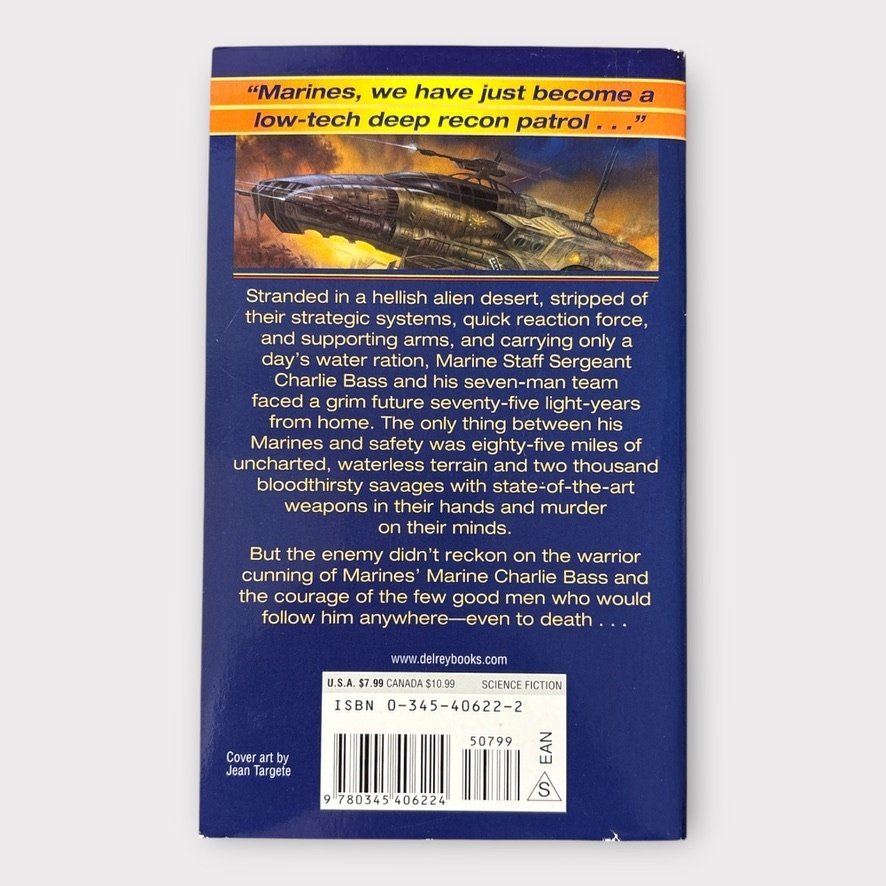 “Marines, we have just become a
low-tech deep recon patrol . . .”
Stranded in a hellish alien desert, stripped of
their strategic systems, quick reaction force,
and supporting arms, and carrying only a
day’s water ration, Marine Staff Sergeant
Charlie Bass and his seven-man team
faced a grim future seventy-five light-years
from home. The only thing between his
Marines and safety was eighty-five miles of
uncharted, waterless terrain and two thousand
bloodthirsty savages with state-of-the-art
weapons in their hands and murder
on their minds.
But the enemy didn’t reckon on the warrior
cunning of Marines’ Marine Charlie Bass and
the courage of the few good men who would
follow him anywhere—even to death . . .
www.delreybooks.com
U.S.A. $7.99 CANADA $10.99 SCIENCE FICTION
ISBN 0-345-40622-2
50799
EAN
S
9 780345 406224
Cover art by
Jean Targete